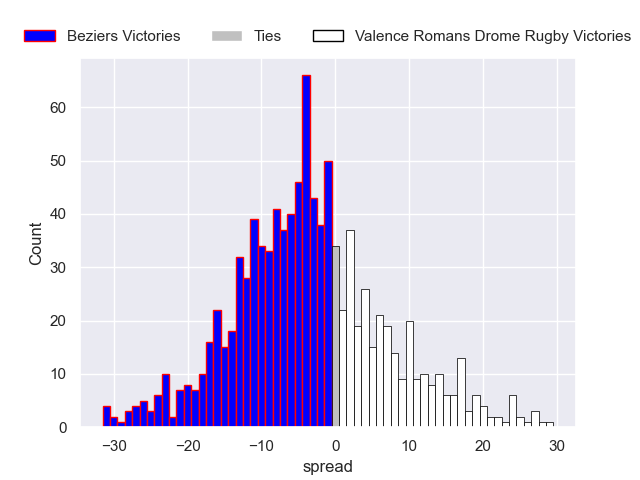 Beziers Victories Ties Valence Romans Drome Rugby Victories
60
50
40
30
20
10
0
Count
−30 −20 −10 0 10 20 30
spread